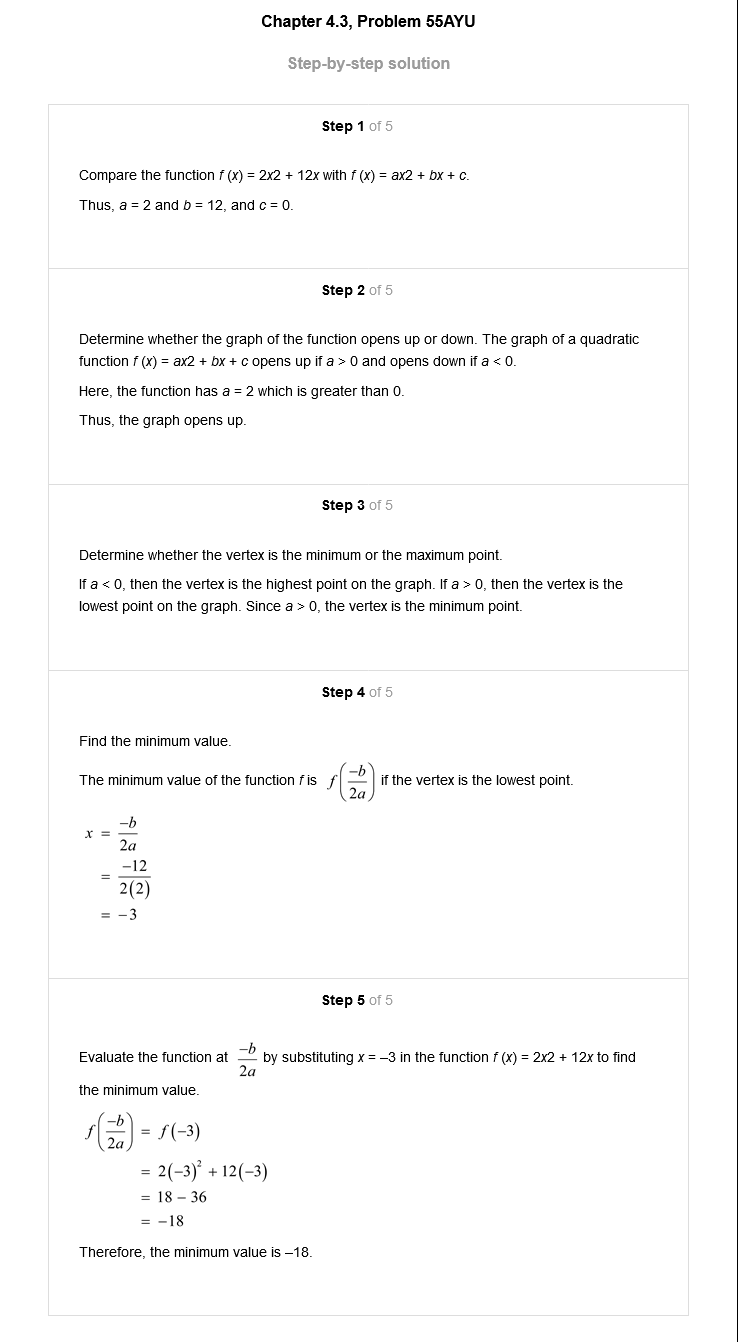 Chapter 4.3, Problem 55AYU
Step-by-step solution
Step 1 of 5
Compare the function f (x) = 2x2 + 12x with f (x) = ax2 + bx + c.
Thus, a = 2 and b = 12, and c = 0.
Step 2 of 5
Determine whether the graph of the function opens up or down. The graph of a quadratic
function f (x) = ax2 + bx + c opens up if a > 0 and opens down if a < 0.
Here, the function has a = 2 which is greater than 0.
Thus, the graph opens up.
Step 3 of 5
Determine whether the vertex is the minimum or the maximum point.
If a < 0, then the vertex is the highest point on the graph. If a > 0, then the vertex is the
lowest point on the graph. Since a > 0, the vertex is the minimum point.
Step 4 of 5
Find the minimum value.
The minimum value of the function f is f(–b/2a) if the vertex is the lowest point.
x = –b/2a
= –12/2(2)
= –3
Step 5 of 5
Evaluate the function at –b/2a by substituting x = –3 in the function f (x) = 2x2 + 12x to find
the minimum value.
f(–b/2a) = f(–3)
= 2(–3)² + 12(–3)
= 18 – 36
= –18
Therefore, the minimum value is –18.